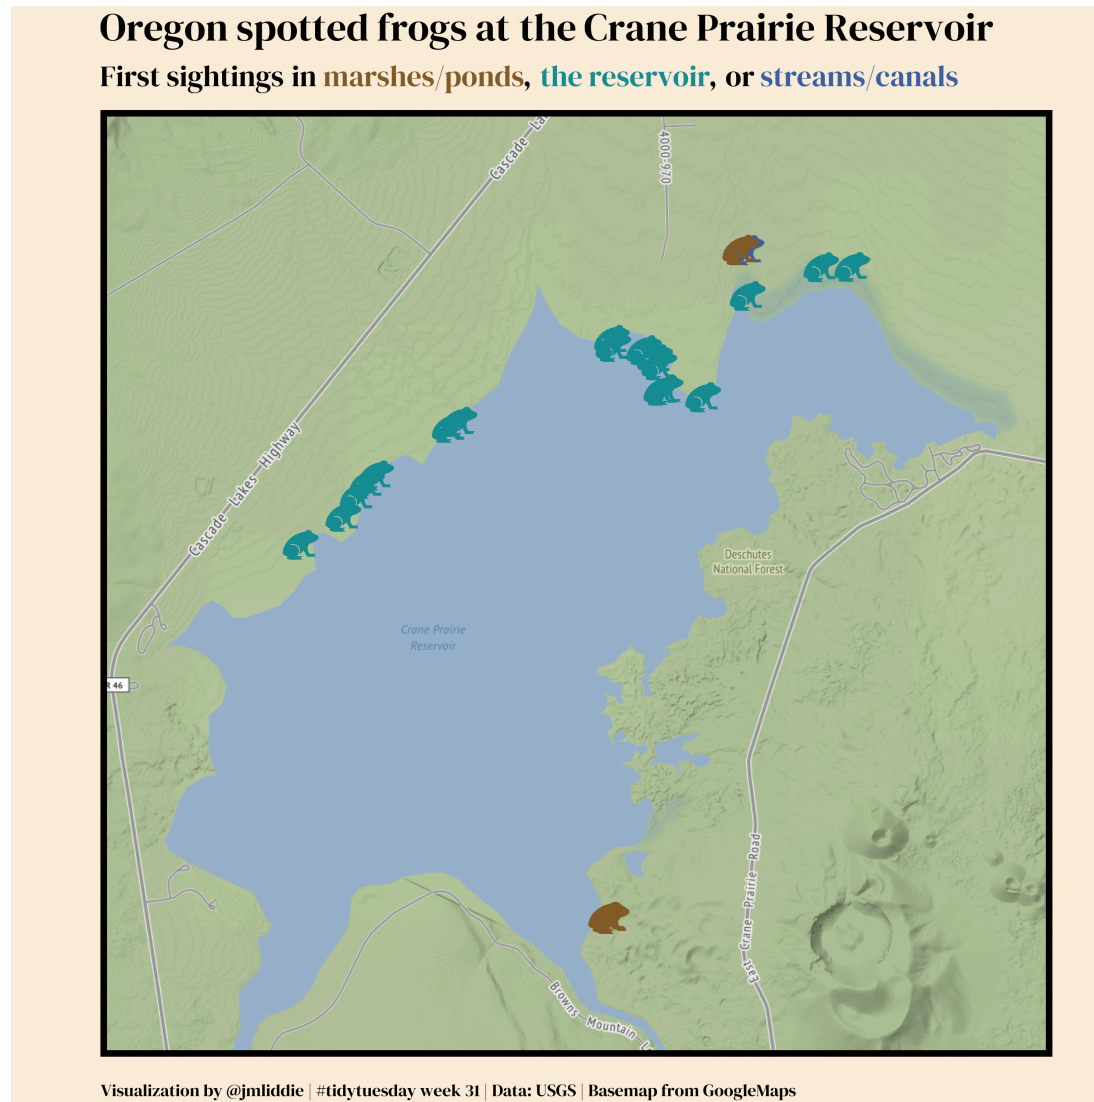 Oregon spotted frogs at the Crane Prairie Reservoir
First sightings in marshes/ponds, the reservoir, or streams/canals
Cascade La
4000-970
Cascade Lakes Highway
Deschutes
National Forest
Crane Prairie
Reservoir
R 46
East Crane Prairie Road
Browns Mountain L
Visualization by @jmliddie | #tidytuesday week 31 | Data: USGS | Basemap from GoogleMaps